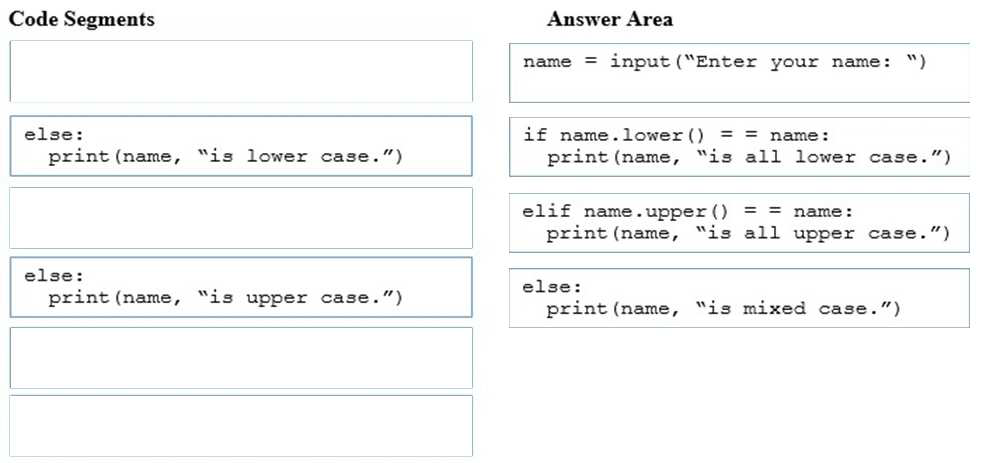 Code Segments
else:
print(name, “is lower case.”)
else:
print(name, “is upper case.”)
Answer Area
name = input(“Enter your name: “)
if name.lower() = = name:
print(name, “is all lower case.”)
elif name.upper() = = name:
print(name, “is all upper case.”)
else:
print(name, “is mixed case.”)